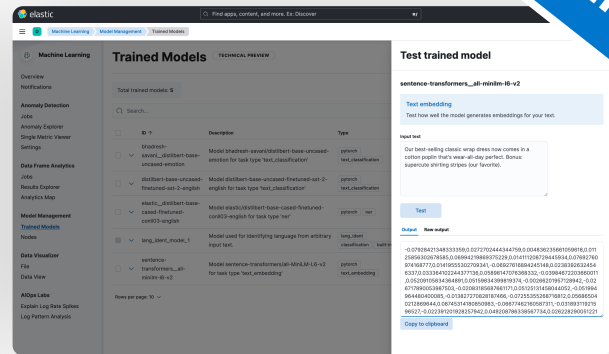 elastic
Find apps, content, and more. Ex: Discover
D
Machine Learning
Model Management
Trained Models
Machine Learning
Overview
Notifications
Anomaly Detection
Jobs
Anomaly Explorer
Single Metric Viewer
Settings
Data Frame Analytics
Jobs
Results Explorer
Analytics Map
Model Management
Trained Models
Nodes
Data Visualizer
File
Data View
AIOps Labs
Explain Log Rate Spikes
Log Pattern Analysis
Trained Models
TECHNICAL PREVIEW
Total trained models: 5
Search...
ID ↑
Description
Type
bhadresh-
savani__distilbert-base-
uncased-emotion
Model bhadresh-savani/distilbert-base-uncased-
emotion for task type 'text_classification'
pytorch
text_classification
distilbert-base-uncased-
finetuned-sst-2-english
Model distilbert-base-uncased-finetuned-sst-2-
english for task type 'text_classification'
pytorch
text_classification
elastic__distilbert-base-
cased-finetuned-
conll03-english
Model elastic/distilbert-base-cased-finetuned-
conll03-english for task type 'ner'
pytorch
ner
lang_ident_model_1
Model used for identifying language from arbitrary
input text.
lang_ident
classification
sentence-
transformers__all-
minilm-l6-v2
Model sentence-transformers/all-MiniLM-L6-v2
for task type 'text_embedding'
pytorch
text_embedding
Rows per page: 10
Test trained model
sentence-transformers__all-minilm-l6-v2
Text embedding
Test how well the model generates embeddings for your text.
Input text
Our best-selling classic wrap dress now comes in a
cotton poplin that's wear-all-day perfect. Bonus:
supercute shirting stripes (our favorite).
Test
Output
Raw output
Copy to clipboard